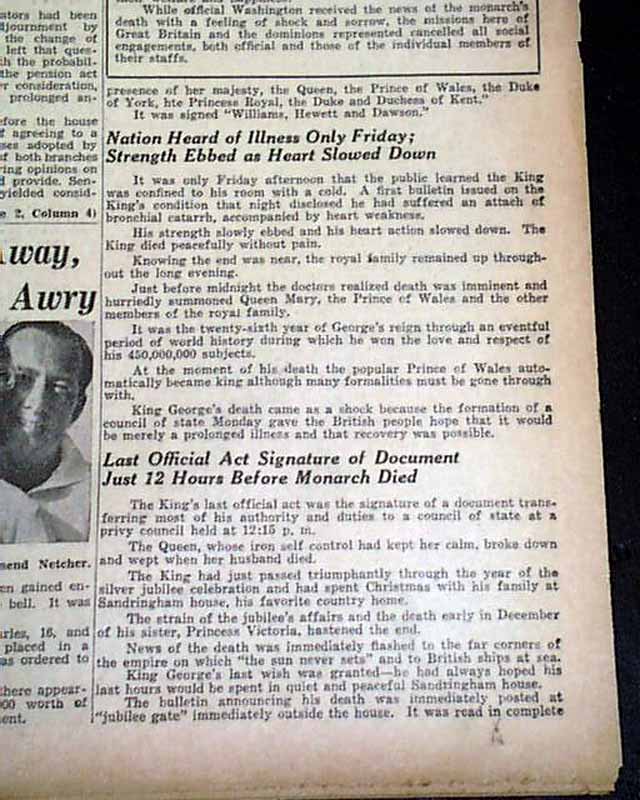 ators had been
djournment by
the change of
left that ques-
h the probabil-
the pension act
r consideration,
prolonged an-
efore the house
f agreeing to a
ses adopted by
f both branches
ring opinions on
d provide. Sen-
yielded consid-
e 2, Column 4)
way,
Awry
send Netcher.
en gained en-
bell. It was
arles, 16, and
placed in a
as ordered to
here appear-
00 worth of
ent.
While official Washington received the news of the monarch's
death with a feeling of shock and sorrow, the missions here of
Great Britain and the dominions represented cancelled all social
engagements, both official and those of the individual members of
their staffs.
presence of her majesty, the Queen, the Prince of Wales, the Duke
of York, hte Princess Royal, the Duke and Duchess of Kent."
It was signed "Williams, Hewett and Dawson."
Nation Heard of Illness Only Friday;
Strength Ebbed as Heart Slowed Down
It was only Friday afternoon that the public learned the King
was confined to his room with a cold. A first bulletin issued on the
King's condition that night disclosed he had suffered an attach of
bronchial catarrh, accompanied by heart weakness.
His strength slowly ebbed and his heart action slowed down. The
King died peacefully without pain.
Knowing the end was near, the royal family remained up through-
out the long evening.
Just before midnight the doctors realized death was imminent and
hurriedly summoned Queen Mary, the Prince of Wales and the other
members of the royal family.
It was the twenty-sixth year of George's reign through an eventful
period of world history during which he won the love and respect of
his 450,000,000 subjects.
At the moment of his death the popular Prince of Wales auto-
matically became king although many formalities must be gone through
with.
King George's death came as a shock because the formation of a
council of state Monday gave the British people hope that it would
be merely a prolonged illness and that recovery was possible.
Last Official Act Signature of Document
Just 12 Hours Before Monarch Died
The King's last official act was the signature of a document trans-
ferring most of his authority and duties to a council of state at a
privy council held at 12:15 p. m.
The Queen, whose iron self control had kept her calm, broke down
and wept when her husband died.
The King had just passed triumphantly through the year of the
silver jubilee celebration and had spent Christmas with his family at
Sandringham house, his favorite country home.
The strain of the jubilee's affairs and the death early in December
of his sister, Princess Victoria, hastened the end.
News of the death was immediately flashed to the far corners of
the empire on which "the sun never sets" and to British ships at sea.
King George's last wish was granted—he had always hoped his
last hours would be spent in quiet and peaceful Sandringham house.
The bulletin announcing his death was immediately posted at
"jubilee gate" immediately outside the house. It was read in complete